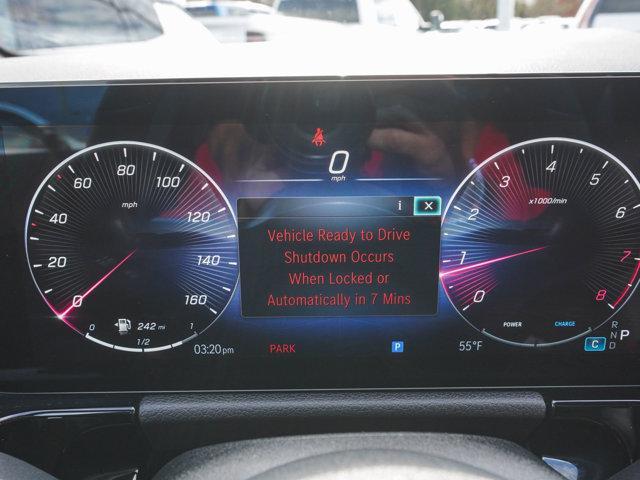 0
mph
i
Vehicle Ready to Drive
Shutdown Occurs
When Locked or
Automatically in 7 Mins
0
20
40
60
80
100
120
140
160
mph
0
242 mi
1/2
1
0
1
2
3
4
5
6
7
8
x1000/min
POWER
CHARGE
03:20 pm
PARK
P
55°F
C
R
N
D
P